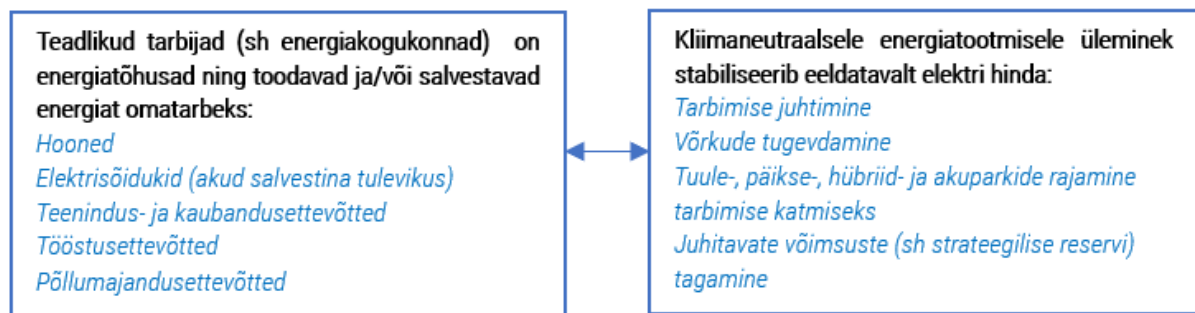 Teadlikud tarbijad (sh energiakogukonnad) on
energiatõhusad ning toodavad ja/või salvestavad
energiat omatarbeks:
Hooned
Elektrisõidukid (akud salvestina tulevikus)
Teenindus- ja kaubandusettevõtted
Tööstusettevõtted
Põllumajandusettevõtted
Kliimaneutraalsele energiatootmisele üleminek
stabiliseerib eeldatavalt elektri hinda:
Tarbimise juhtimine
Võrkude tugevdamine
Tuule-, päikse-, hübriid- ja akuparkide rajamine
tarbimise katmiseks
Juhitavate võimsuste (sh strateegilise reservi)
tagamine